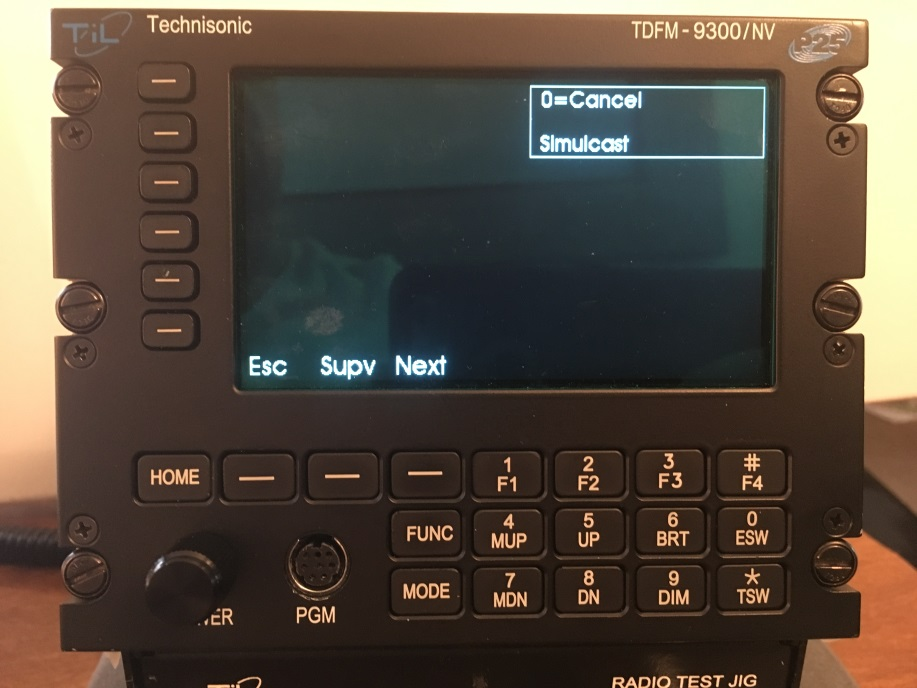 TiL Technisonic TDFM-9300/NV P25
0=Cancel
Simulcast
Esc Supv Next
HOME 1 2 3 #
F1 F2 F3 F4
FUNC 4 5 6 0
MUP UP BRT ESW
MODE 7 8 9 *
MDN DN DIM TSW
PGM
TiL RADIO TEST JIG